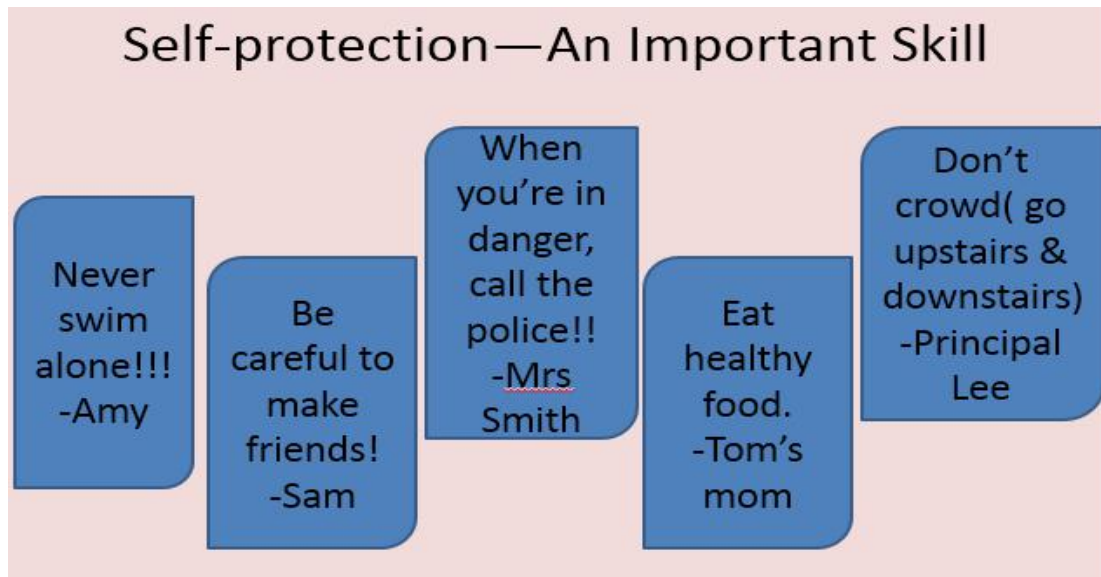 Self-protection—An Important Skill
Never
swim
alone!!!
-Amy
Be
careful to
make
friends!
-Sam
When
you’re in
danger,
call the
police!!
-Mrs
Smith
Eat
healthy
food.
-Tom’s
mom
Don’t
crowd( go
upstairs &
downstairs)
-Principal
Lee